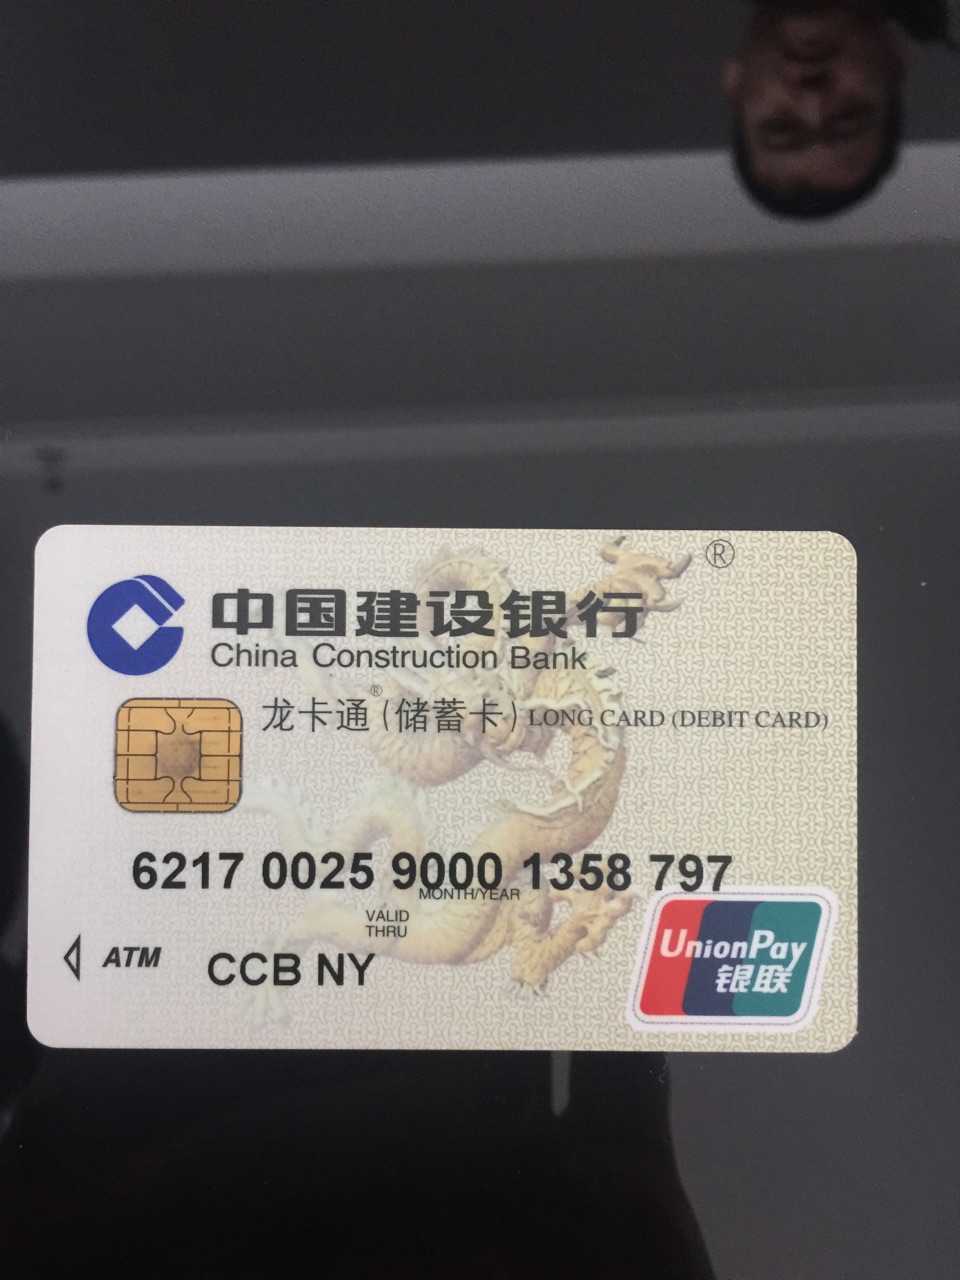 ®
中国建设银行
China Construction Bank
龙卡通®(储蓄卡) LONG CARD (DEBIT CARD)
6217 0025 9000 1358 797
MONTH/YEAR
VALID
THRU
ATM
CCB NY
UnionPay
银联